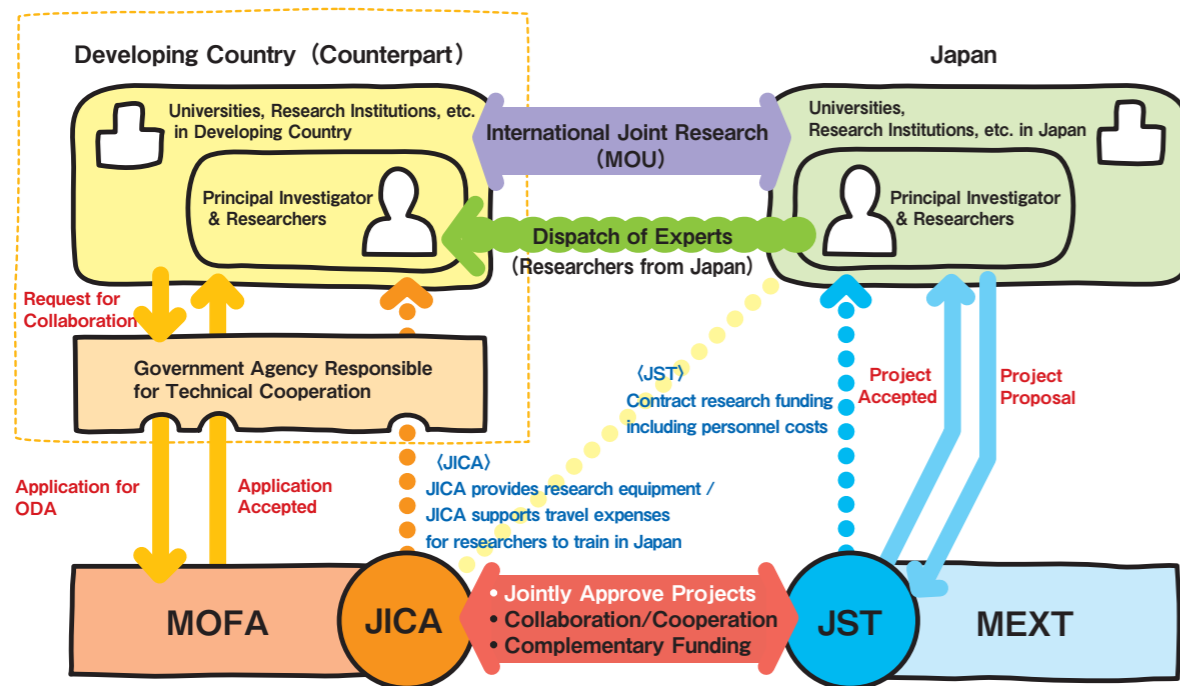 Developing Country (Counterpart)
Japan
Universities, Research Institutions, etc.
in Developing Country
Principal Investigator
& Researchers
International Joint Research
(MOU)
Dispatch of Experts
(Researchers from Japan)
Universities,
Research Institutions, etc. in Japan
Principal Investigator
& Researchers
Request for
Collaboration
Government Agency Responsible
for Technical Cooperation
Application for
ODA
Application
Accepted
〈JICA〉
JICA provides research equipment /
JICA supports travel expenses
for researchers to train in Japan
〈JST〉
Contract research funding
including personnel costs
Project
Accepted
Project
Proposal
MOFA
JICA
• Jointly Approve Projects
• Collaboration/Cooperation
• Complementary Funding
JST
MEXT